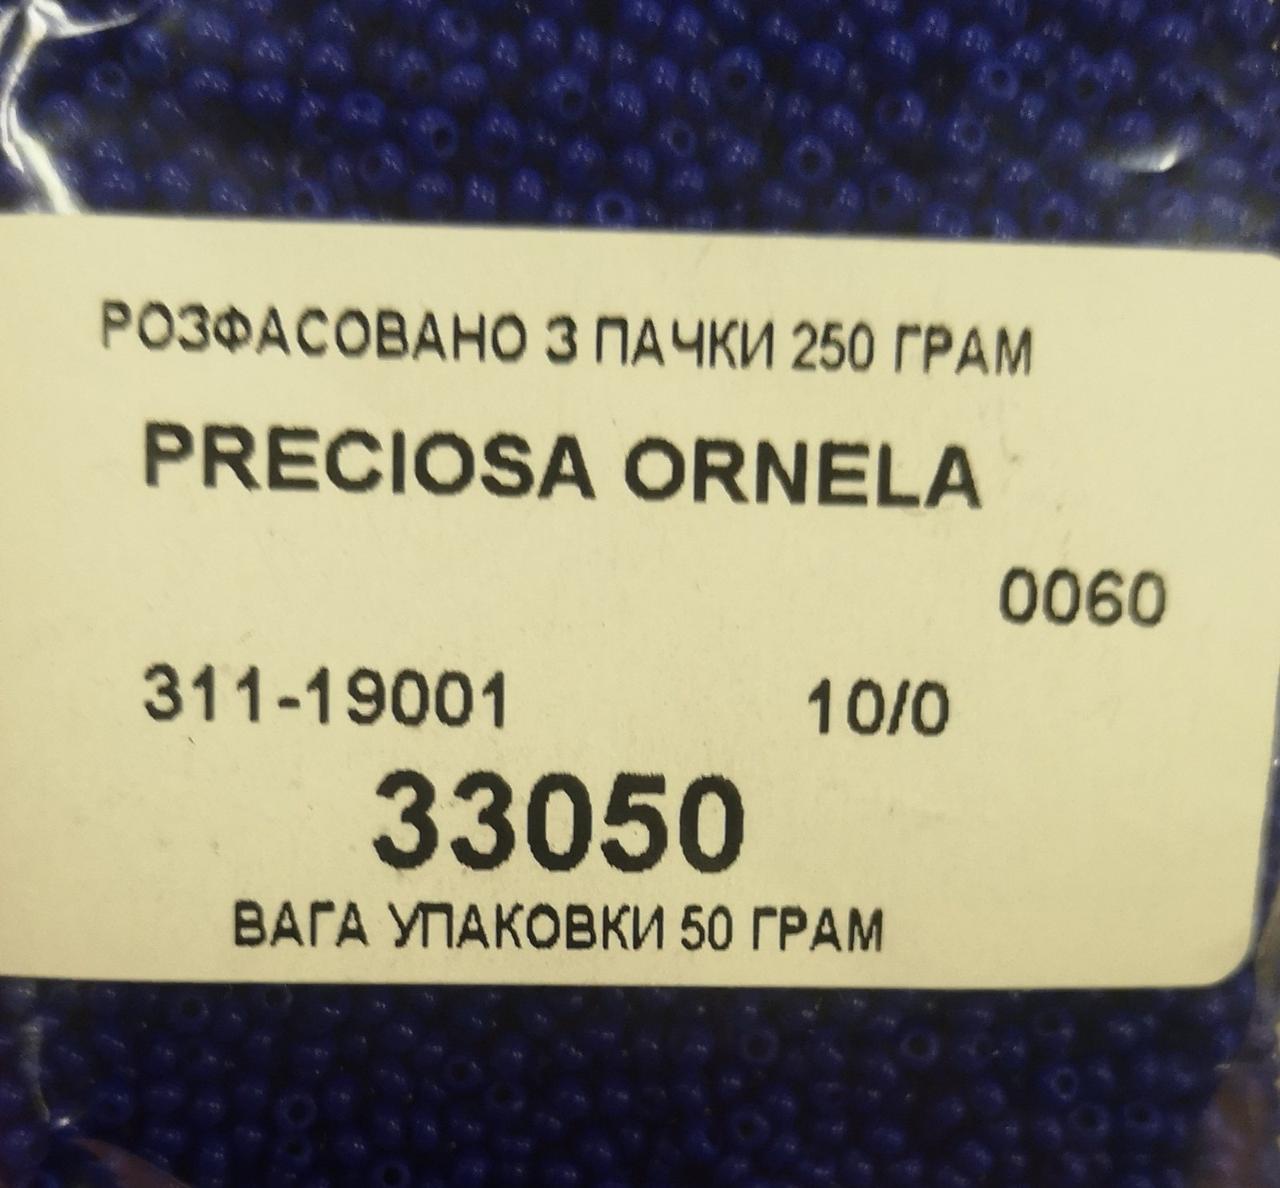 РОЗФАСОВАНО З ПАЧКИ 250 ГРАМ
PRECIOSA ORNELA
0060
311-19001 10/0
33050
ВАГА УПАКОВКИ 50 ГРАМ